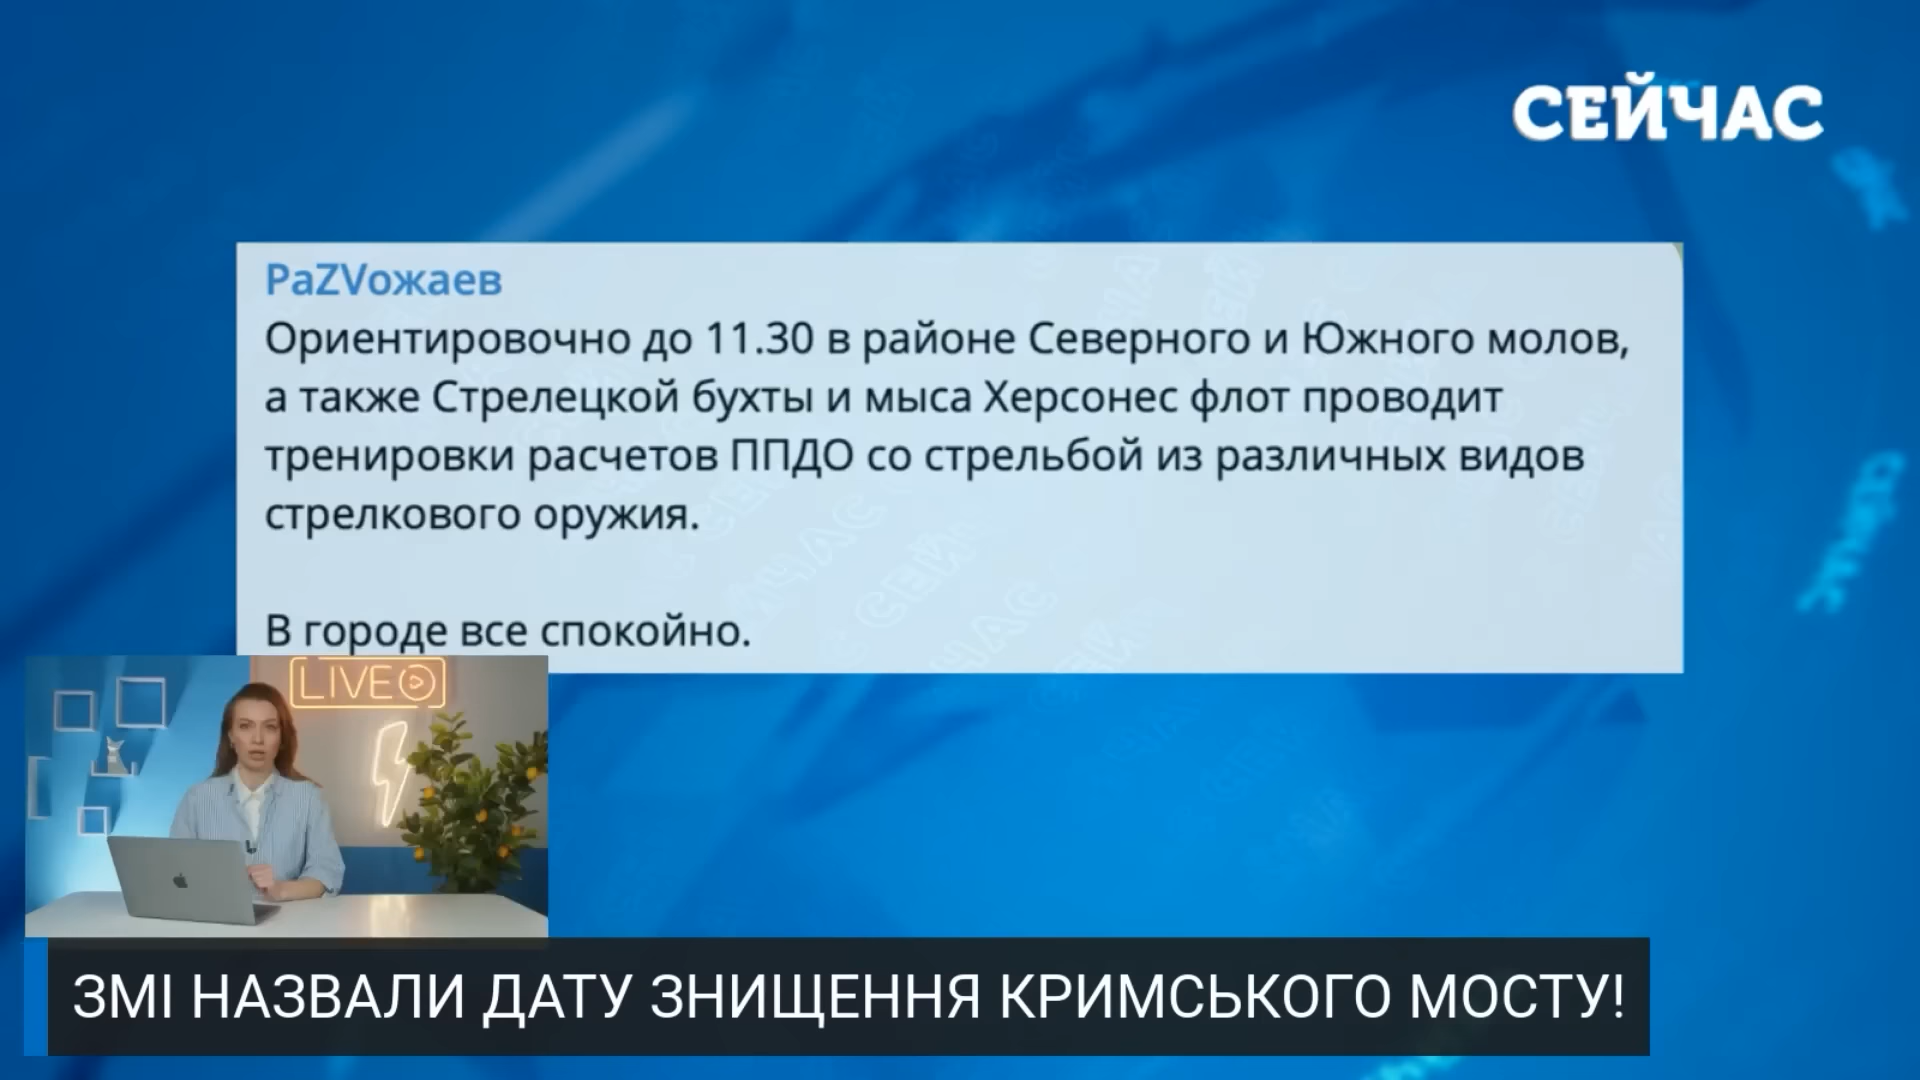 СЕЙЧАС
PaZVожаев
Ориентировочно до 11.30 в районе Северного и Южного молов,
а также Стрелецкой бухты и мыса Херсонес флот проводит
тренировки расчетов ППДО со стрельбой из различных видов
стрелкового оружия.
В городе все спокойно.
LIVE
ЗМІ НАЗВАЛИ ДАТУ ЗНИЩЕННЯ КРИМСЬКОГО МОСТУ!